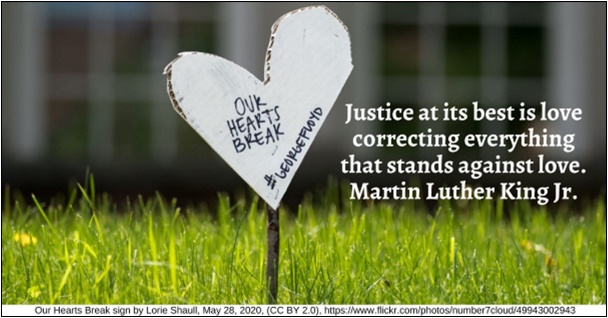 OUR
HEARTS
BREAK
#GEORGEFLOYD
Justice at its best is love
correcting everything
that stands against love.
Martin Luther King Jr.
Our Hearts Break sign by Lorie Shaull, May 28, 2020, (CC BY 2.0), https://www.flickr.com/photos/number7cloud/49943002943